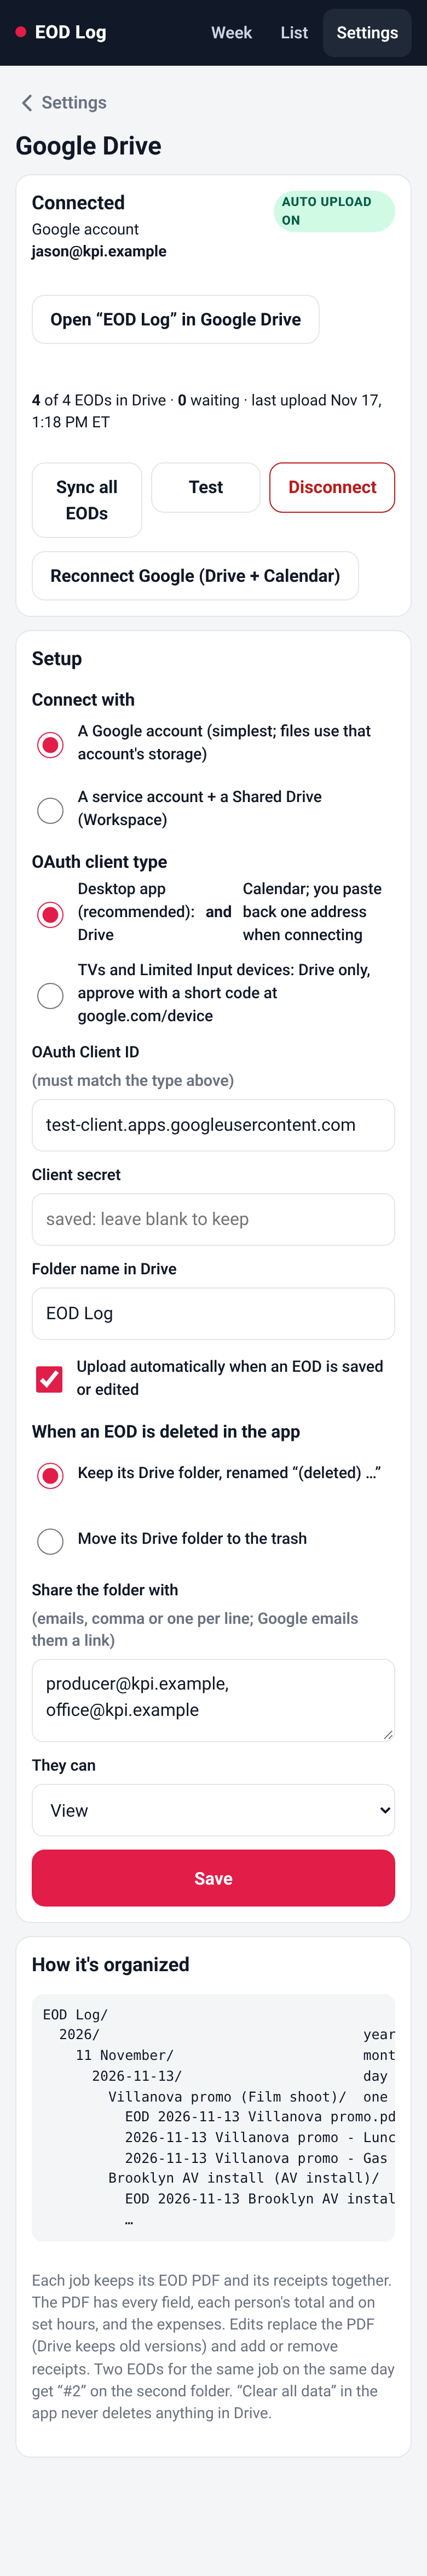 EOD Log
Week
List
Settings
Settings
Google Drive
Connected
AUTO UPLOAD
ON
Google account
jason@kpi.example
Open “EOD Log” in Google Drive
4 of 4 EODs in Drive · 0 waiting · last upload Nov 17,
1:18 PM ET
Sync all
EODs
Test
Disconnect
Reconnect Google (Drive + Calendar)
Setup
Connect with
A Google account (simplest; files use that
account's storage)
A service account + a Shared Drive
(Workspace)
OAuth client type
Desktop app
(recommended):
Drive
and
Calendar; you paste
back one address
when connecting
TVs and Limited Input devices: Drive only,
approve with a short code at
google.com/device
OAuth Client ID
(must match the type above)
test-client.apps.googleusercontent.com
Client secret
saved: leave blank to keep
Folder name in Drive
EOD Log
Upload automatically when an EOD is saved
or edited
When an EOD is deleted in the app
Keep its Drive folder, renamed “(deleted) …”
Move its Drive folder to the trash
Share the folder with
(emails, comma or one per line; Google emails
them a link)
producer@kpi.example,
office@kpi.example
They can
View
Save
How it's organized
EOD Log/
2026/ year
11 November/ mont
2026-11-13/ day
Villanova promo (Film shoot)/ one
EOD 2026-11-13 Villanova promo.pd
2026-11-13 Villanova promo - Lunc
2026-11-13 Villanova promo - Gas
Brooklyn AV install (AV install)/
EOD 2026-11-13 Brooklyn AV instal
…
Each job keeps its EOD PDF and its receipts together.
The PDF has every field, each person's total and on
set hours, and the expenses. Edits replace the PDF
(Drive keeps old versions) and add or remove
receipts. Two EODs for the same job on the same day
get “#2” on the second folder. “Clear all data” in the
app never deletes anything in Drive.